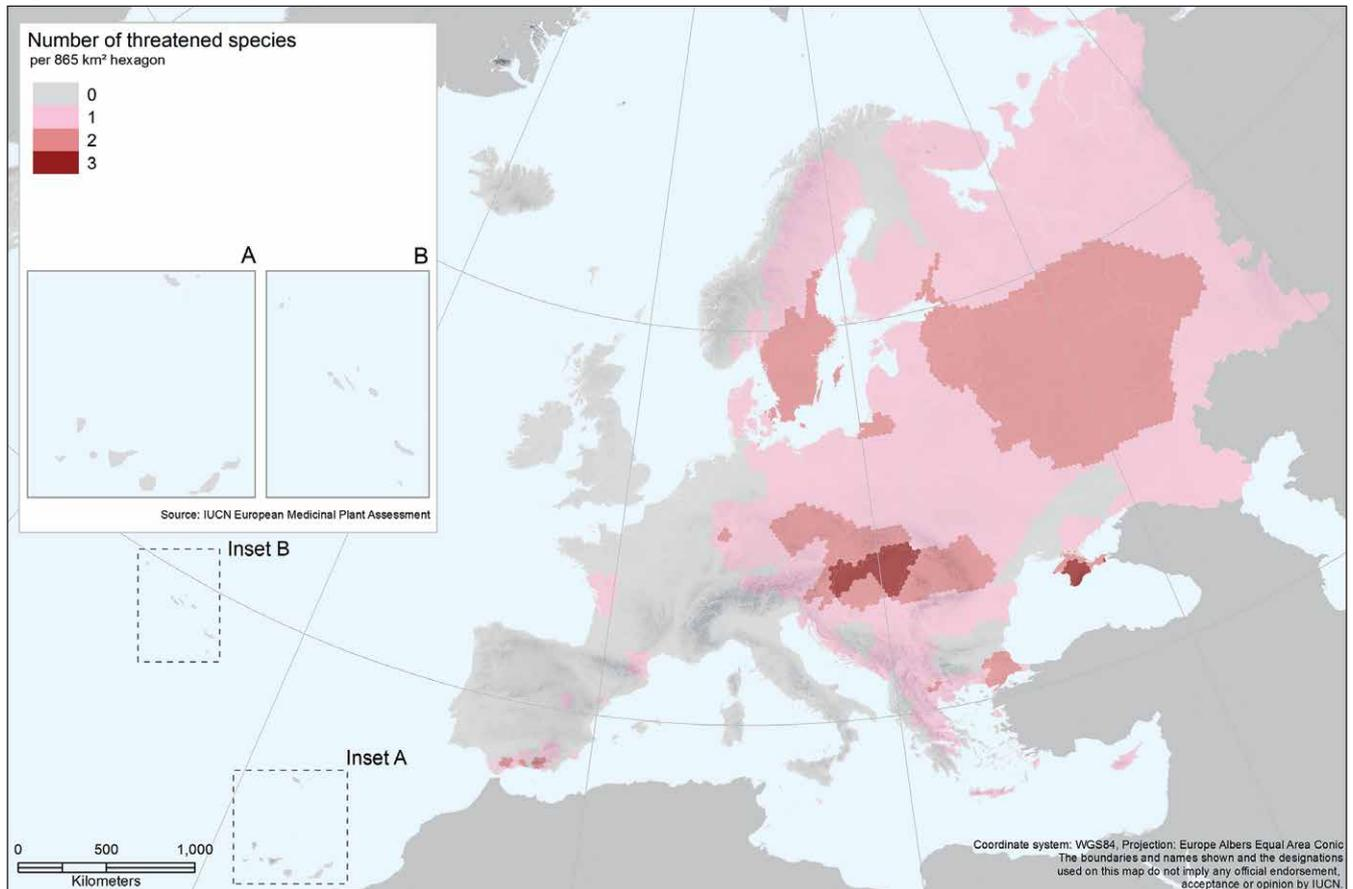 Number of threatened species
per 865 km² hexagon
0
1
2
3
A
B
Source: IUCN European Medicinal Plant Assessment
Inset B
Inset A
0 500 1,000
Kilometers
Coordinate system: WGS84, Projection: Europe Albers Equal Area Conic
The boundaries and names shown and the designations
used on this map do not imply any official endorsement,
acceptance or opinion by IUCN.